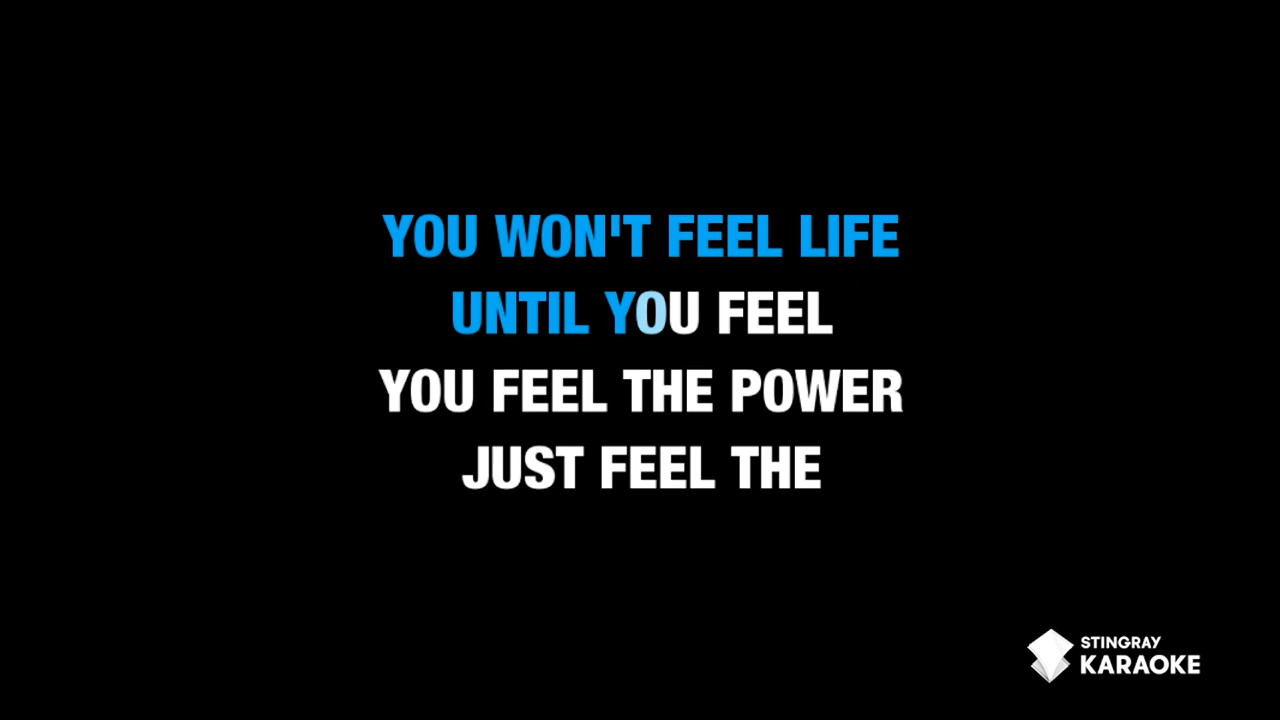 YOU WON'T FEEL LIFE
UNTIL YOU FEEL
YOU FEEL THE POWER
JUST FEEL THE
STINGRAY
KARAOKE